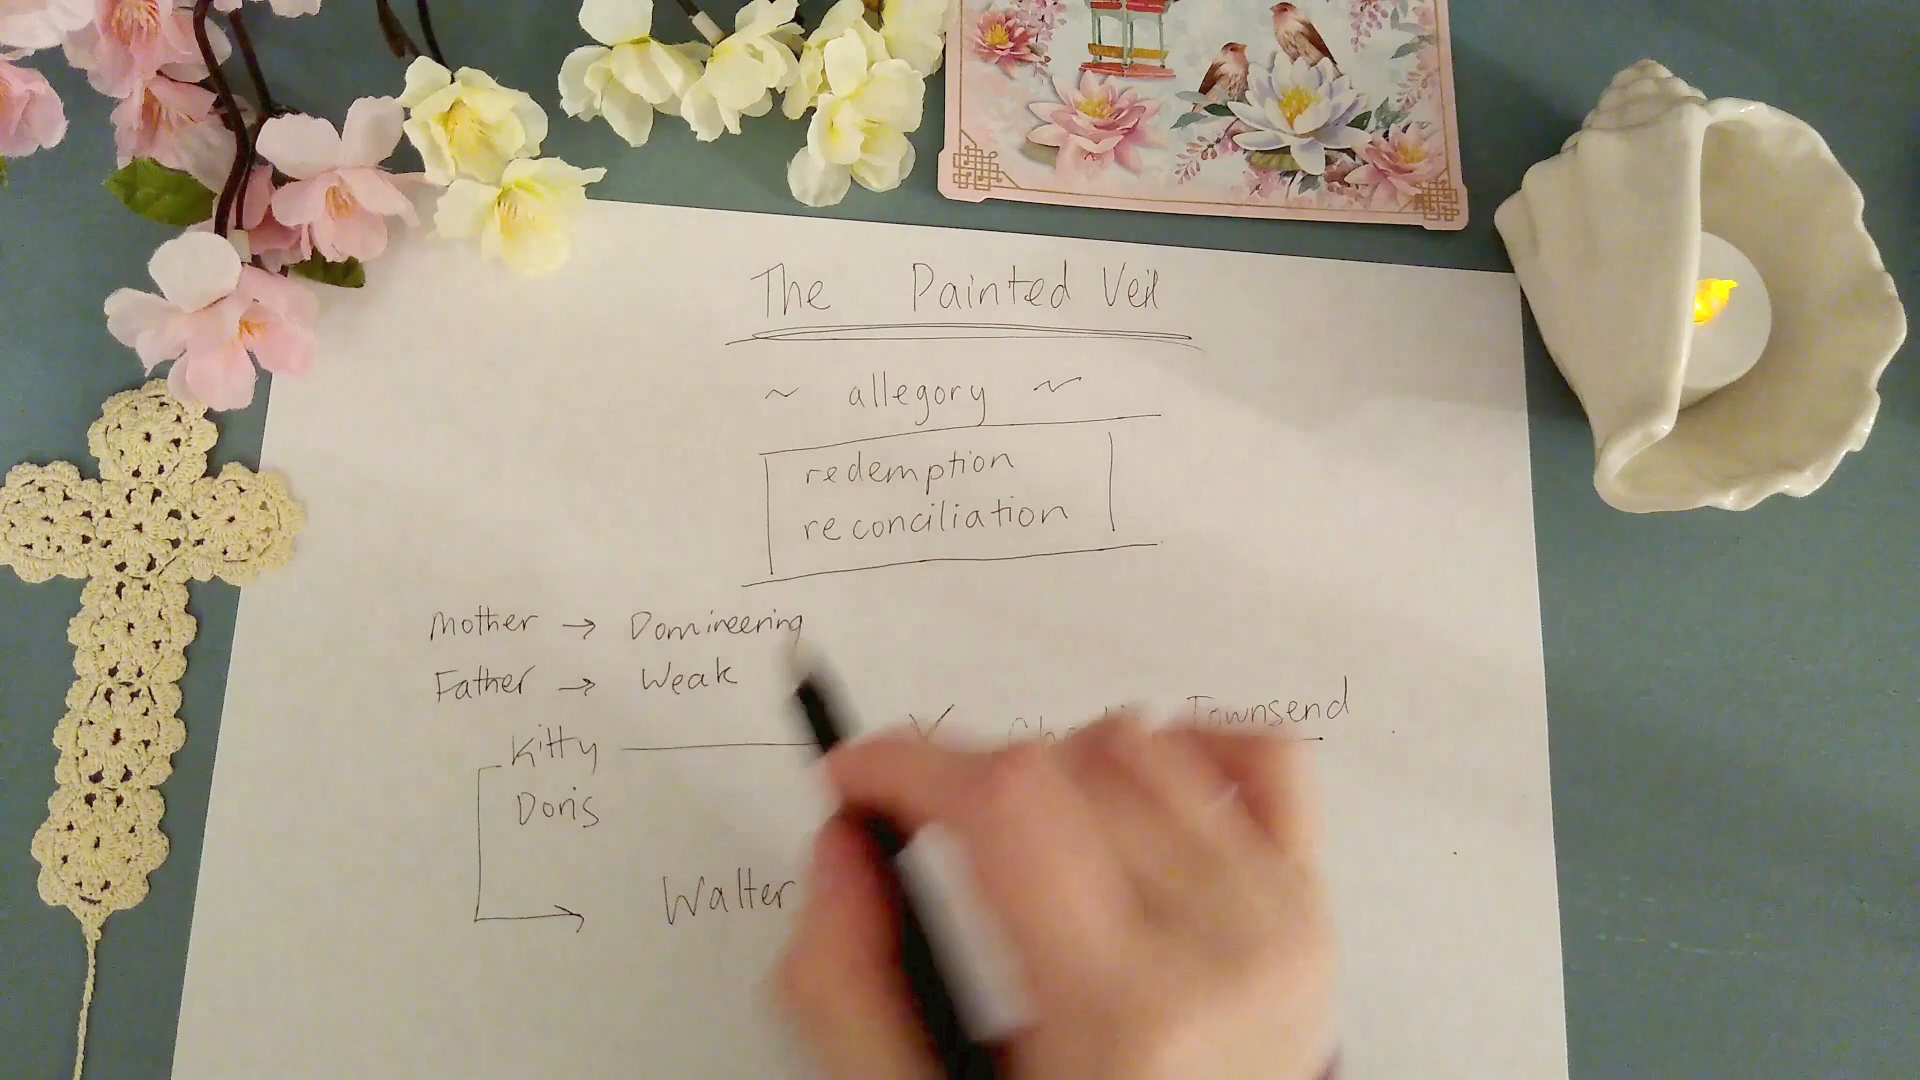 The Painted Veil
~ allegory ~
redemption
reconciliation
Mother → Domineering
Father → Weak
Townsend
Kitty
Doris
Walter